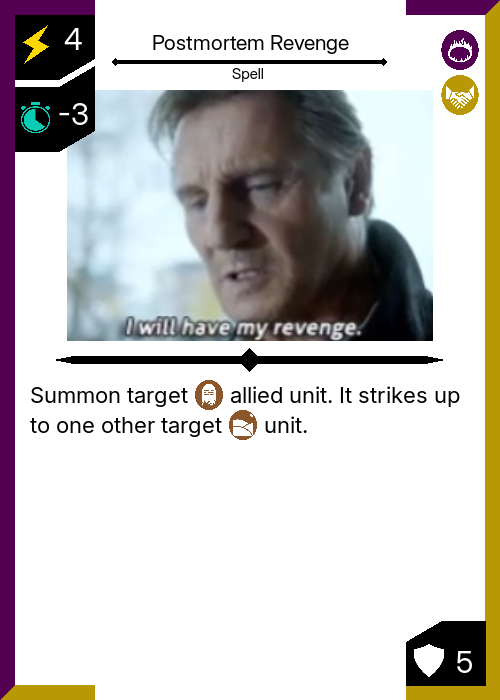 4
Postmortem Revenge
Spell
-3
I will have my revenge.
Summon target allied unit. It strikes up
to one other target unit.
5